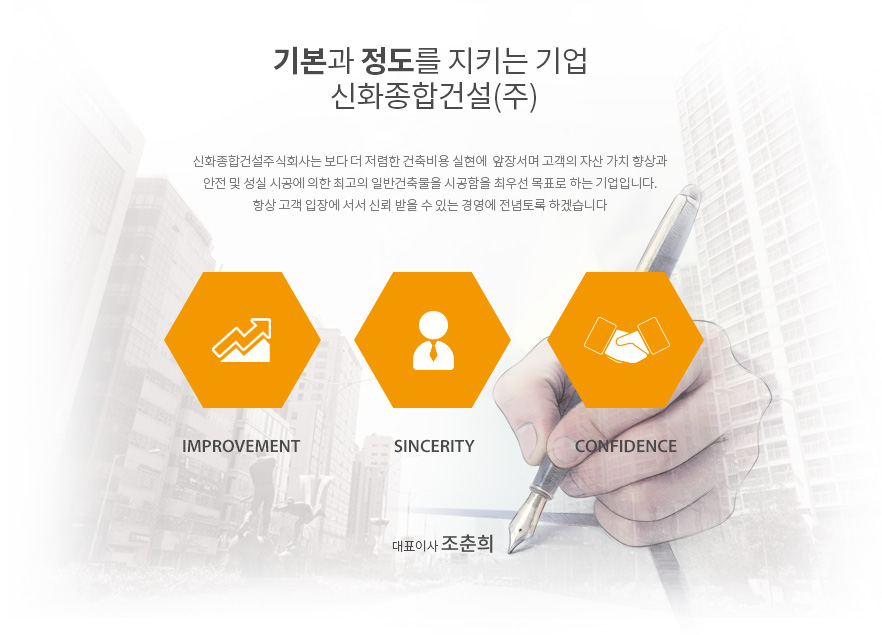 기본과 정도를 지키는 기업
신화종합건설(주)
신화종합건설주식회사는 보다 더 저렴한 건축비용 실현에 앞장서며 고객의 자산 가치 향상과
안전 및 성실 시공에 의한 최고의 일반건축물을 시공함을 최우선 목표로 하는 기업입니다.
항상 고객 입장에 서서 신뢰 받을 수 있는 경영에 전념토록 하겠습니다
IMPROVEMENT
SINCERITY
CONFIDENCE
대표이사 조춘희